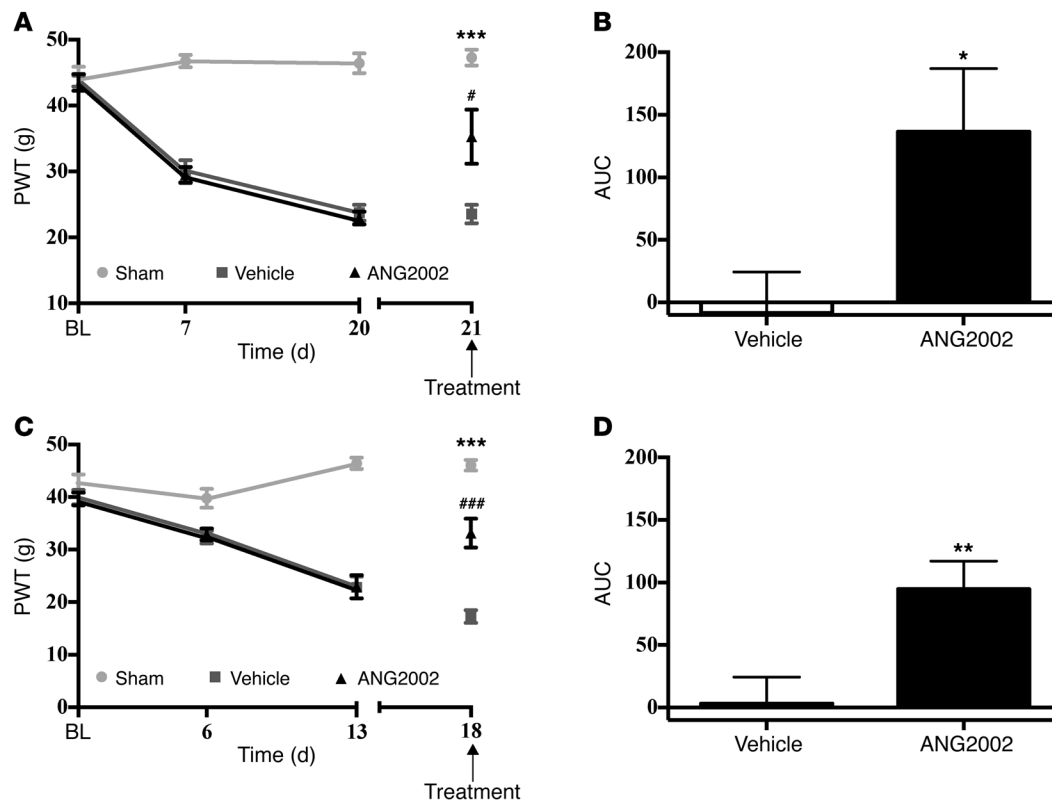 A
PWT (g)
50
40
30
20
10
***
#
Sham
Vehicle
ANG2002
BL
7
20
21
Time (d)
Treatment
B
AUC
200
150
100
50
0
*
Vehicle
ANG2002
C
PWT (g)
50
40
30
20
10
0
***
###
Sham
Vehicle
ANG2002
BL
6
13
18
Time (d)
Treatment
D
AUC
200
150
100
50
0
**
Vehicle
ANG2002